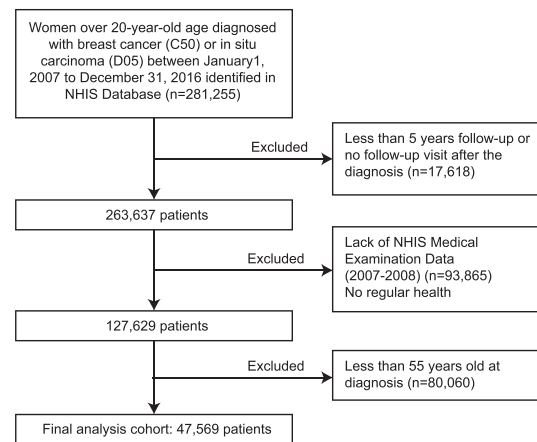 Women over 20-year-old age diagnosed
with breast cancer (C50) or in situ
carcinoma (D05) between January1,
2007 to December 31, 2016 identified in
NHIS Database (n=281,255)
Excluded
Less than 5 years follow-up or
no follow-up visit after the
diagnosis (n=17,618)
263,637 patients
Excluded
Lack of NHIS Medical
Examination Data
(2007-2008) (n=93,865)
No regular health
127,629 patients
Excluded
Less than 55 years old at
diagnosis (n=80,060)
Final analysis cohort: 47,569 patients